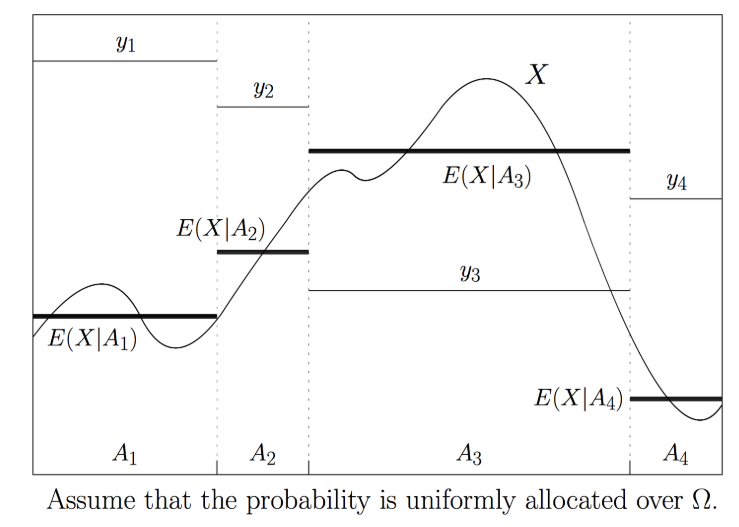 y₁
X
y₂
E(X|A₃)
y₄
E(X|A₂)
y₃
E(X|A₁)
E(X|A₄)
A₁ A₂ A₃ A₄
Assume that the probability is uniformly allocated over Ω.